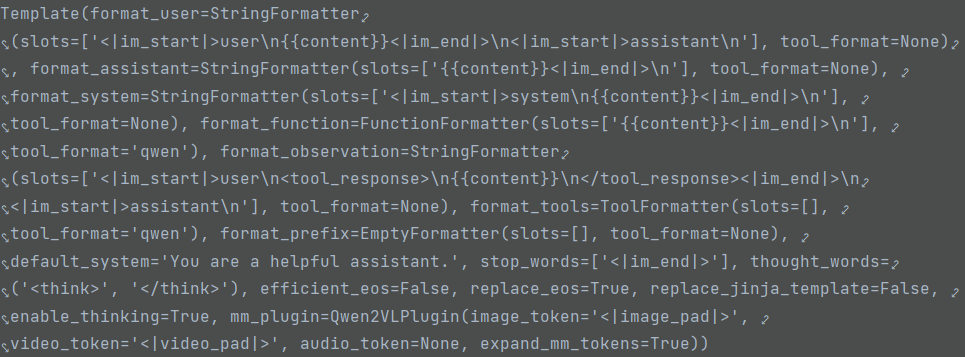 Template(format_user=StringFormatter
(slots=['<|im_start|>user\n{{content}}<|im_end|>\n<|im_start|>assistant\n'], tool_format=None)
, format_assistant=StringFormatter(slots=['{{content}}<|im_end|>\n'], tool_format=None),
format_system=StringFormatter(slots=['<|im_start|>system\n{{content}}<|im_end|>\n'],
tool_format=None), format_function=FunctionFormatter(slots=['{{content}}<|im_end|>\n'],
tool_format='qwen'), format_observation=StringFormatter
(slots=['<|im_start|>user\n<tool_response>\n{{content}}\n</tool_response><|im_end|>\n
<|im_start|>assistant\n'], tool_format=None), format_tools=ToolFormatter(slots=[],
tool_format='qwen'), format_prefix=EmptyFormatter(slots=[], tool_format=None),
default_system='You are a helpful assistant.', stop_words=['<|im_end|>'], thought_words=
('<think>', '</think>'), efficient_eos=False, replace_eos=True, replace_jinja_template=False,
enable_thinking=True, mm_plugin=Qwen2VLPlugin(image_token='<|image_pad|>',
video_token='<|video_pad|>', audio_token=None, expand_mm_tokens=True))